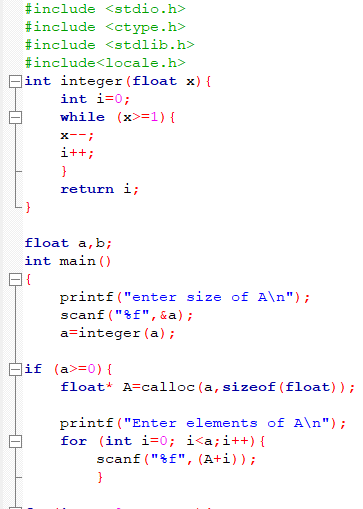 #include <stdio.h>
#include <ctype.h>
#include <stdlib.h>
#include<locale.h>
int integer(float x){
int i=0;
while (x>=1){
x--;
i++;
}
return i;
}
float a,b;
int main()
{
printf("enter size of A\n");
scanf("%f",&a);
a=integer(a);
if (a>=0){
float* A=calloc(a,sizeof(float));
printf("Enter elements of A\n");
for (int i=0; i<a;i++){
scanf("%f",(A+i));
}